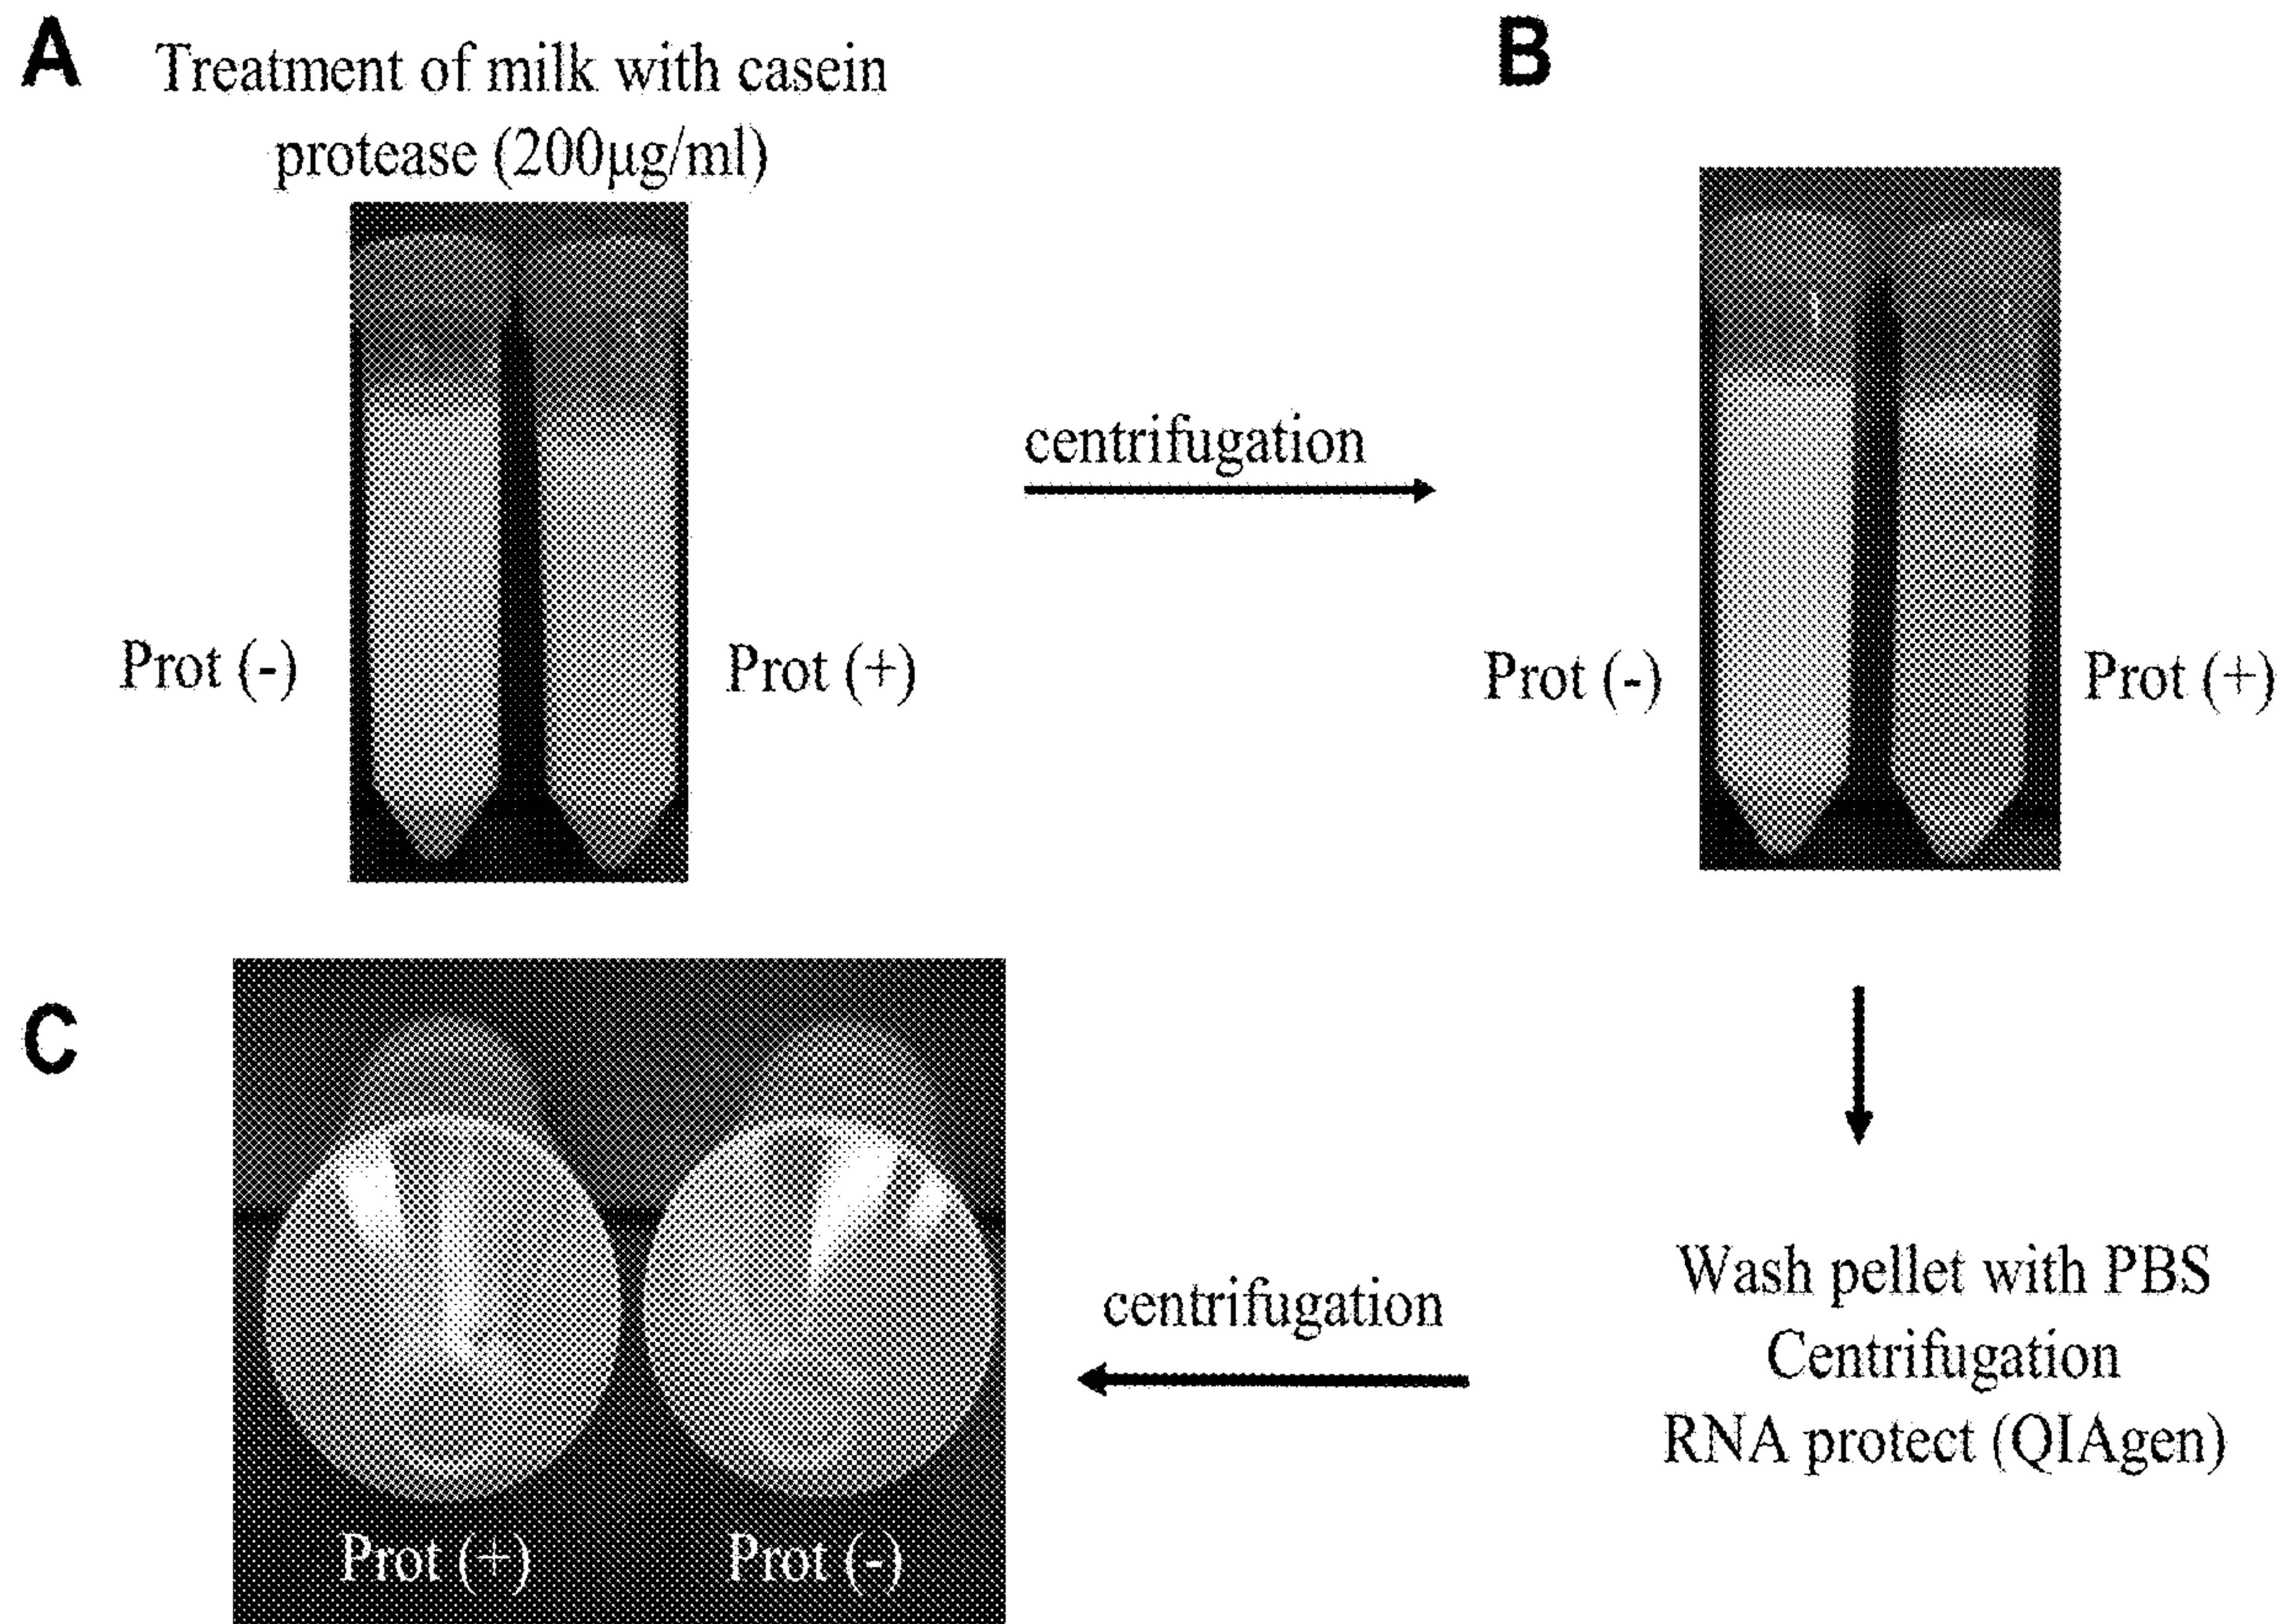 A
Treatment of milk with casein
protease (200µg/ml)
Prot (-)
Prot (+)
centrifugation
B
Prot (-)
Prot (+)
Wash pellet with PBS
Centrifugation
RNA protect (QIAgen)
centrifugation
C
Prot (+)
Prot (-)